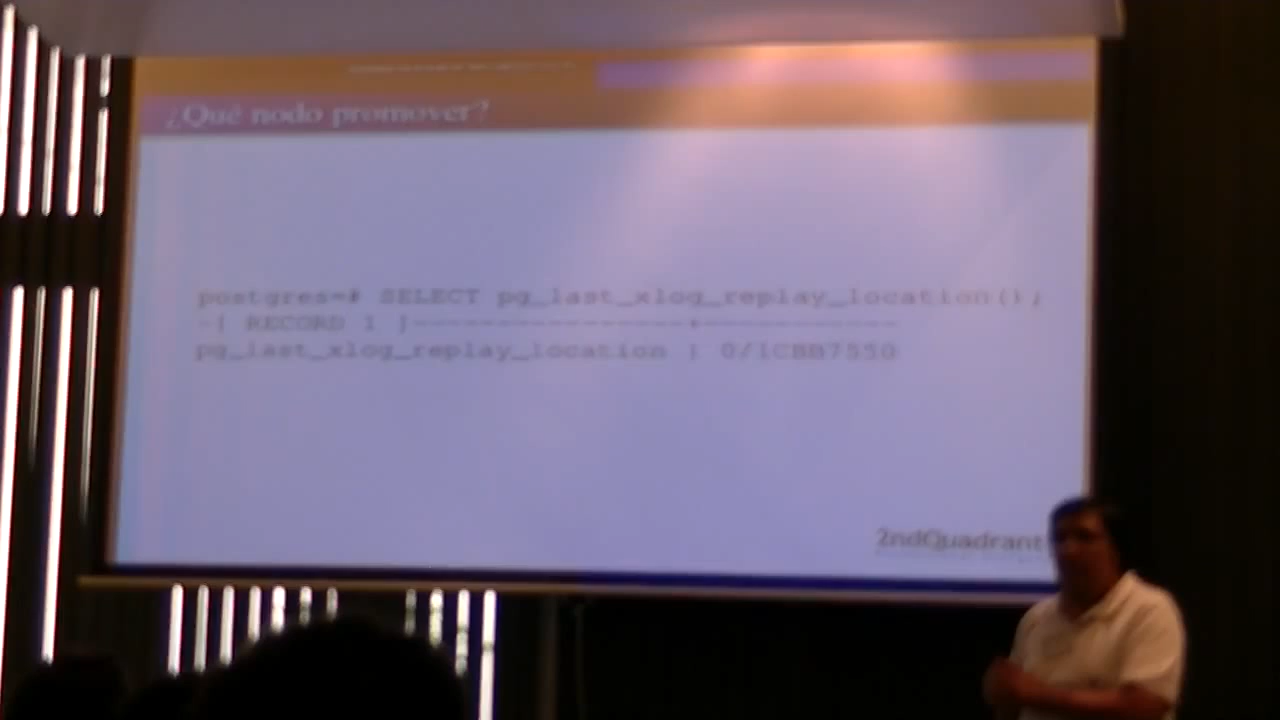 ¿Qué nodo promover?
postgres=# SELECT pg_last_xlog_replay_location();
-[ RECORD 1 ]-----------------+-----------
pg_last_xlog_replay_location | 0/1CBB7550
2ndQuadrant